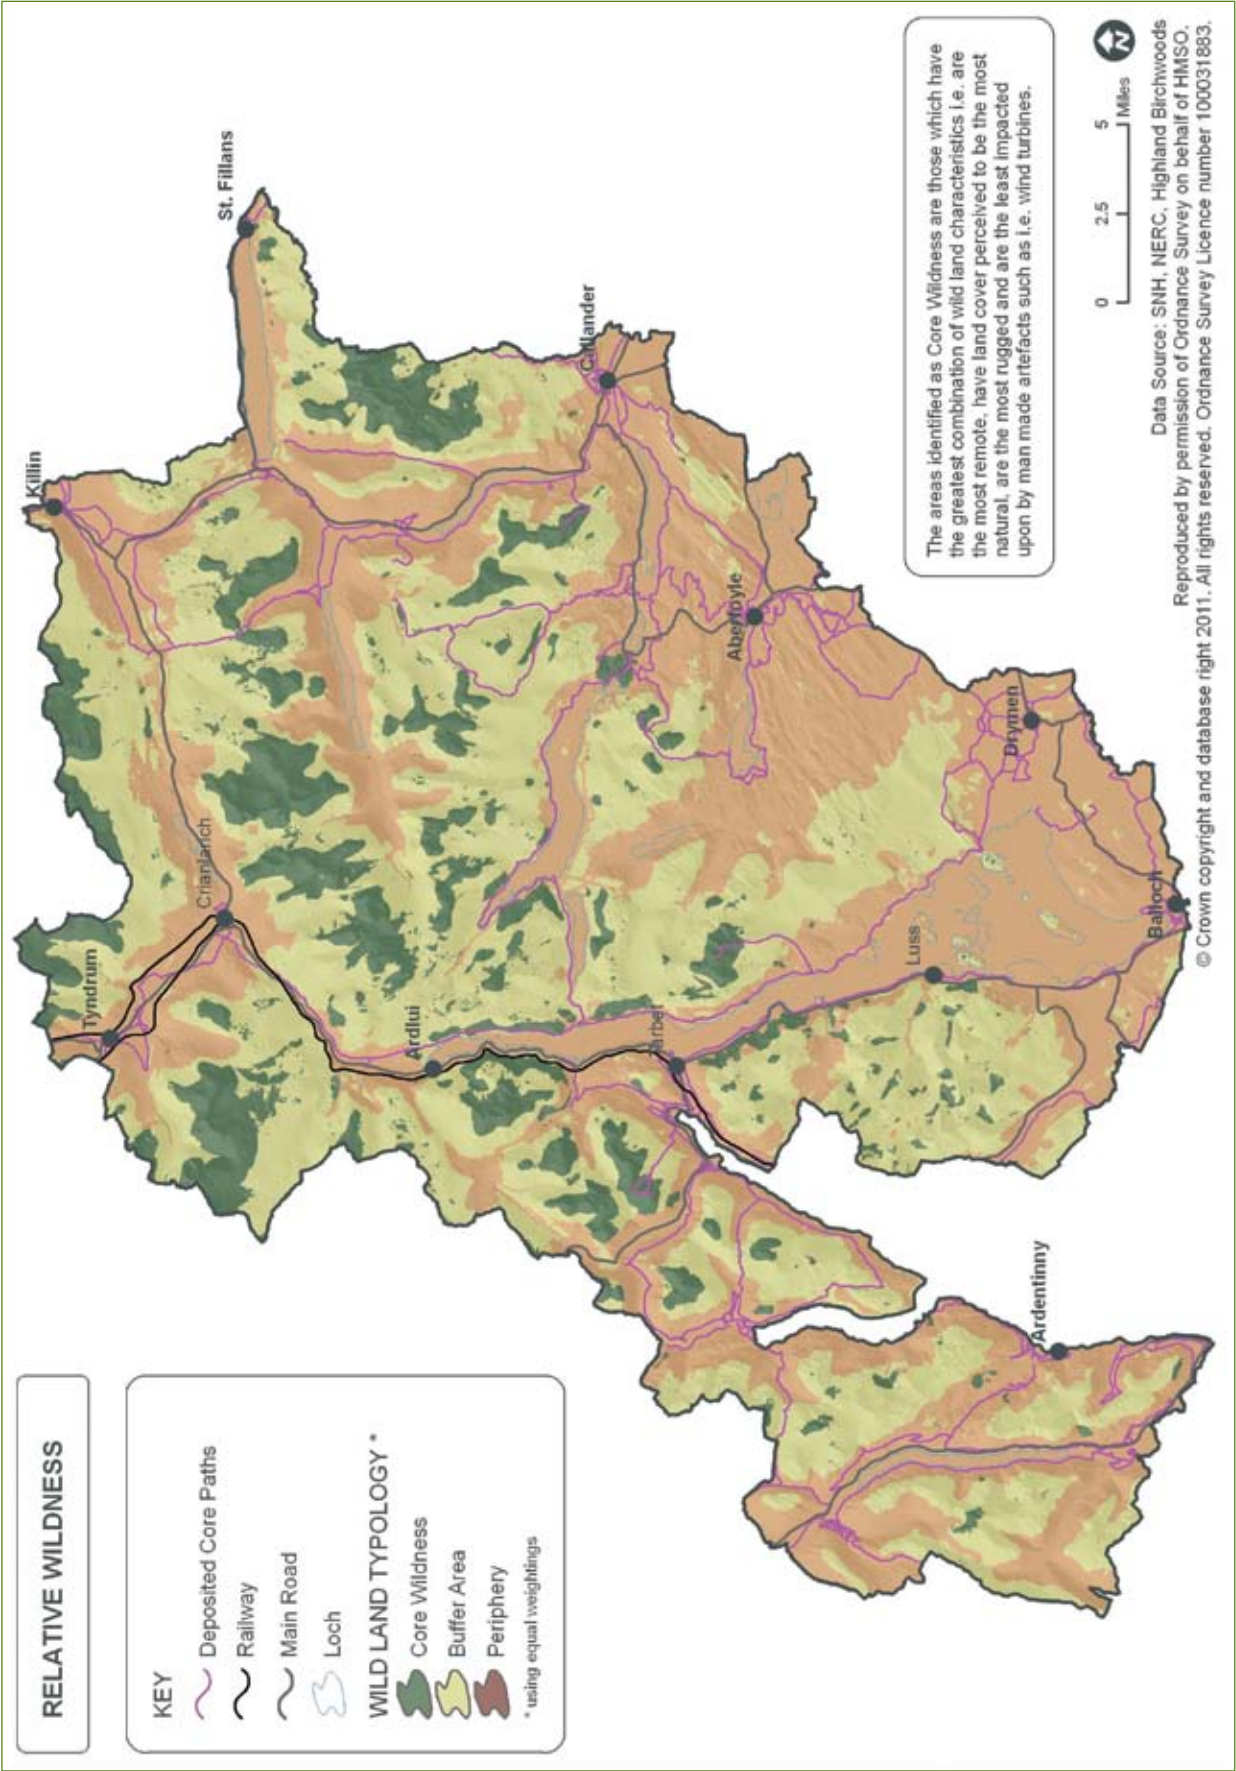 RELATIVE WILDNESS
KEY
Deposited Core Paths
Railway
Main Road
Loch
WILD LAND TYPOLOGY *
Core Wildness
Buffer Area
Periphery
* using equal weightings
Tyndrum
Killin
Crianlarich
St. Fillans
Ardlui
Callander
Tarbet
Aberfoyle
Luss
Drymen
Ardentinny
Balloch
The areas identified as Core Wildness are those which have
the greatest combination of wild land characteristics i.e. are
the most remote, have land cover perceived to be the most
natural, are the most rugged and are the least impacted
upon by man made artefacts such as i.e. wind turbines.
0 2.5 5
Miles
N
Data Source: SNH, NERC, Highland Birchwoods
Reproduced by permission of Ordnance Survey on behalf of HMSO.
© Crown copyright and database right 2011. All rights reserved. Ordnance Survey Licence number 100031883.